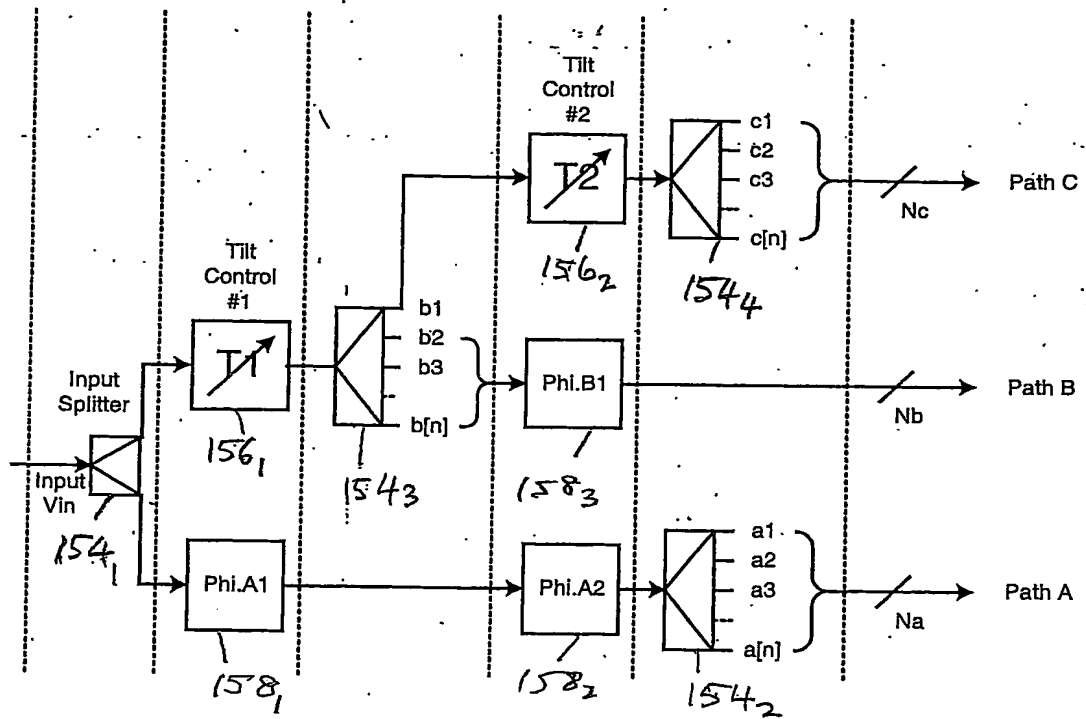 Tilt
Control
#2
T2
c1
c2
c3
c[n]
Nc
Path C
156₂
154₄
Tilt
Control
#1
T1
b1
b2
b3
b[n]
Phi.B1
Nb
Path B
Input
Splitter
156₁
154₃
158₃
Input
Vin
154₁
Phi.A1
Phi.A2
a1
a2
a3
a[n]
Na
Path A
158₁
158₂
154₂